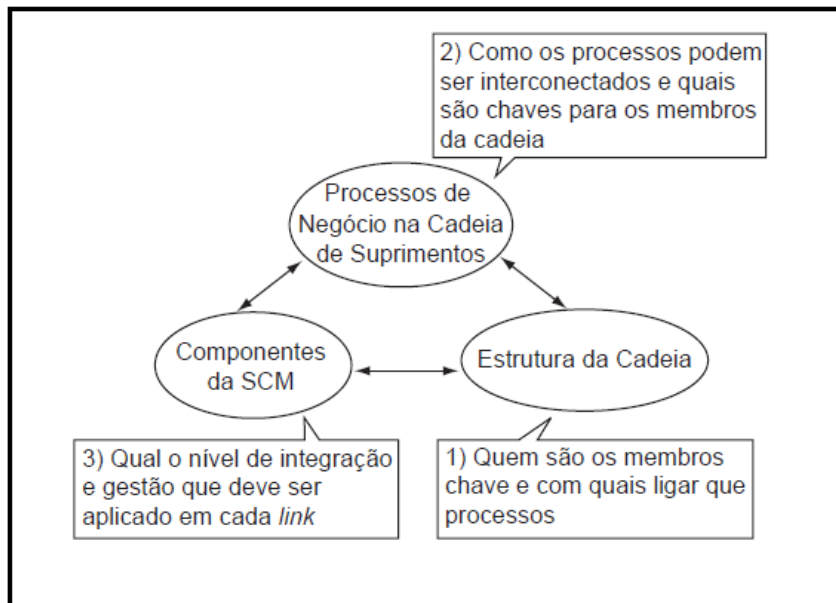 2) Como os processos podem
ser interconectados e quais
são chaves para os membros
da cadeia
Processos de
Negócio na Cadeia
de Suprimentos
Componentes
da SCM
Estrutura da Cadeia
3) Qual o nível de integração
e gestão que deve ser
aplicado em cada link
1) Quem são os membros
chave e com quais ligar que
processos